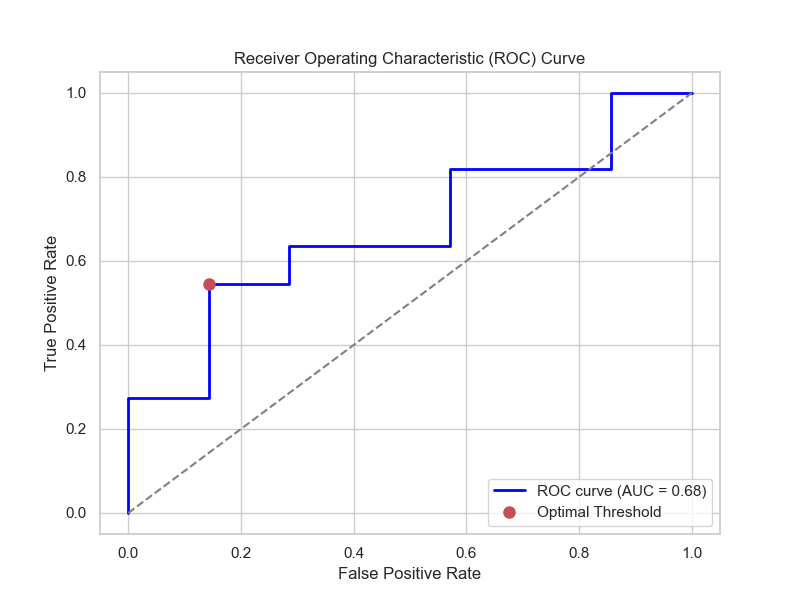 Receiver Operating Characteristic (ROC) Curve
1.0
0.8
0.6
0.4
0.2
0.0
True Positive Rate
ROC curve (AUC = 0.68)
Optimal Threshold
0.0 0.2 0.4 0.6 0.8 1.0
False Positive Rate